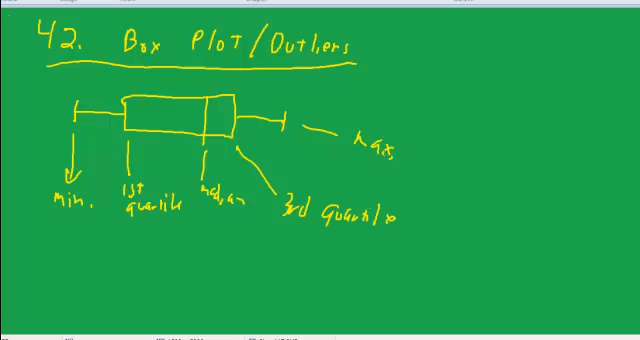 42. Box Plot/Outliers
max.
min.
1st quartile
median
3rd quartile